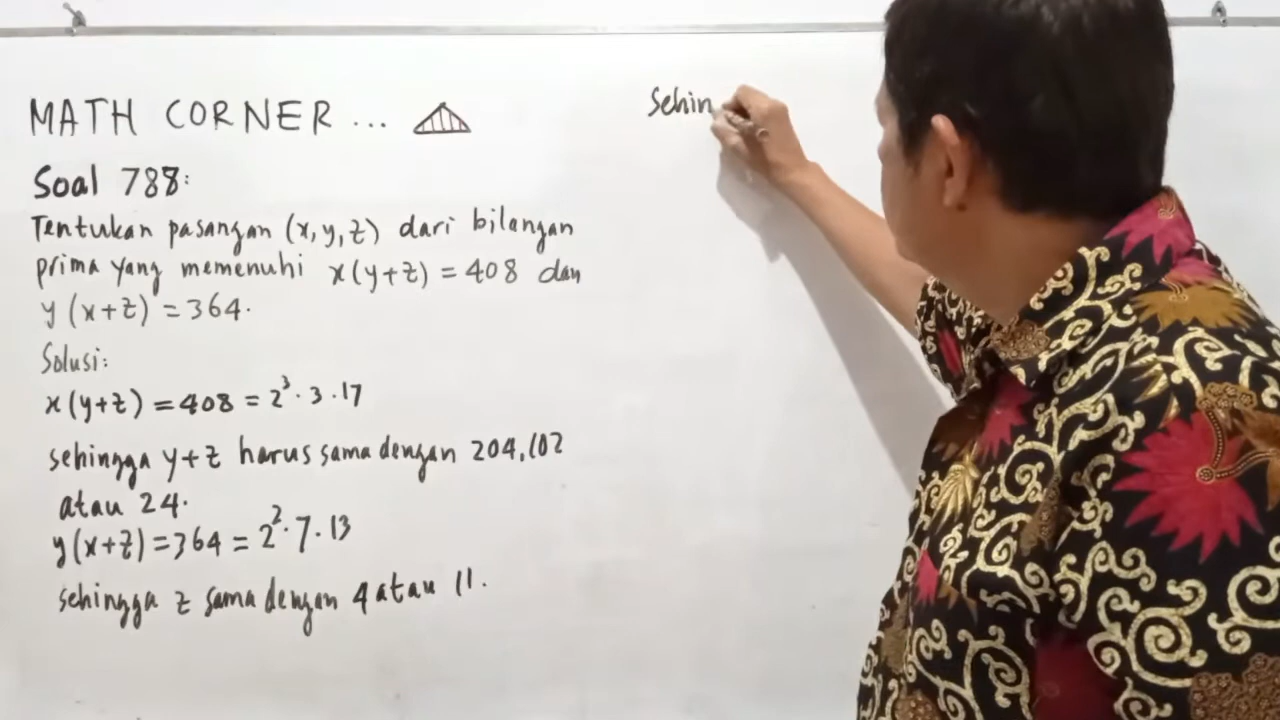 MATH CORNER ...
Soal 788:
Tentukan pasangan (x, y, z) dari bilangan
prima yang memenuhi x(y+z) = 408 dan
y(x+z) = 364.
Solusi:
x(y+z) = 408 = 2³ · 3 · 17
sehingga y+z harus sama dengan 204, 102
atau 24.
y(x+z) = 364 = 2² · 7 · 13
sehingga z sama dengan 4 atau 11.
Sehin